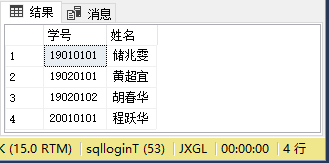 结果 消息
学号 姓名
1 19010101 储兆雯
2 19020101 黄超宜
3 19020102 胡春华
4 20010101 程跃华
K (15.0 RTM) sqlloginT (53) JXGL 00:00:00 4 行